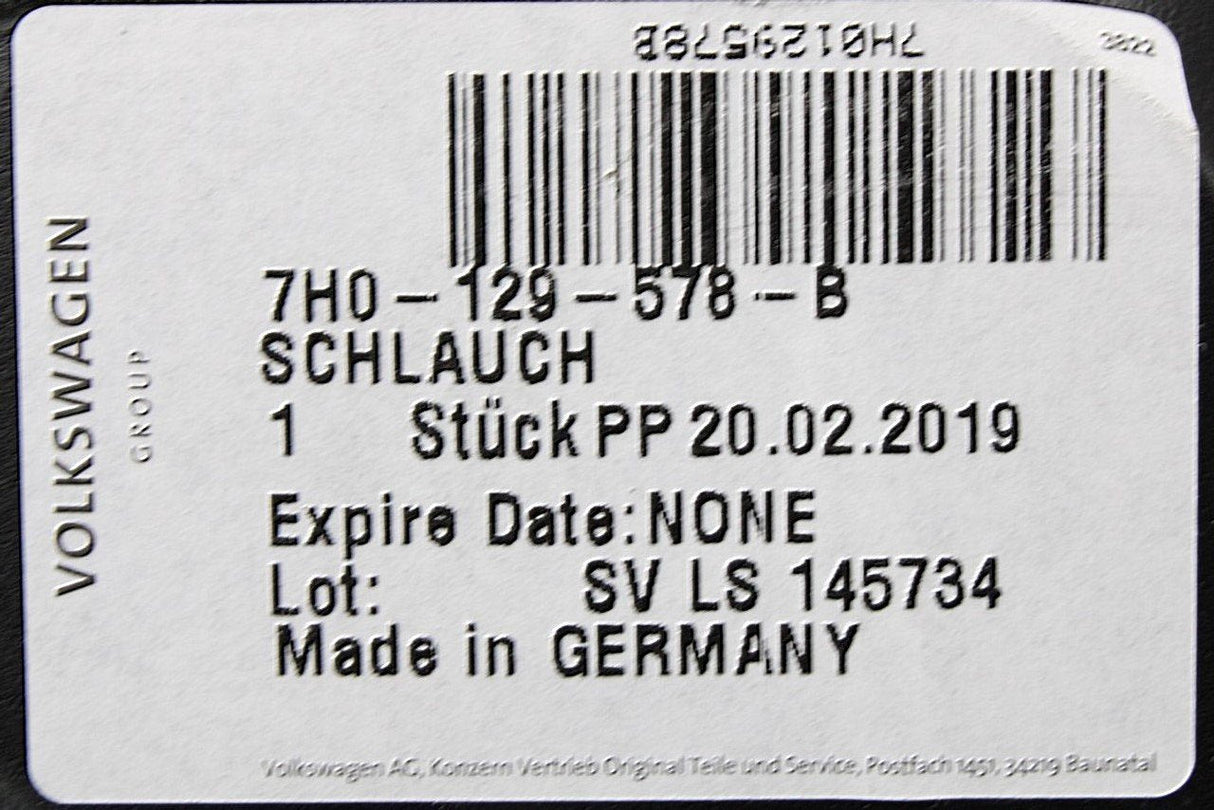 7H0129578B
3822
VOLKSWAGEN
GROUP
7H0 - 129 - 578 - B
SCHLAUCH
1 Stück PP 20.02.2019
Expire Date: NONE
Lot: SV LS 145734
Made in GERMANY
Volkswagen AG, Konzern Vertrieb Original Teile und Service, Postfach 1451, 34219 Baunatal